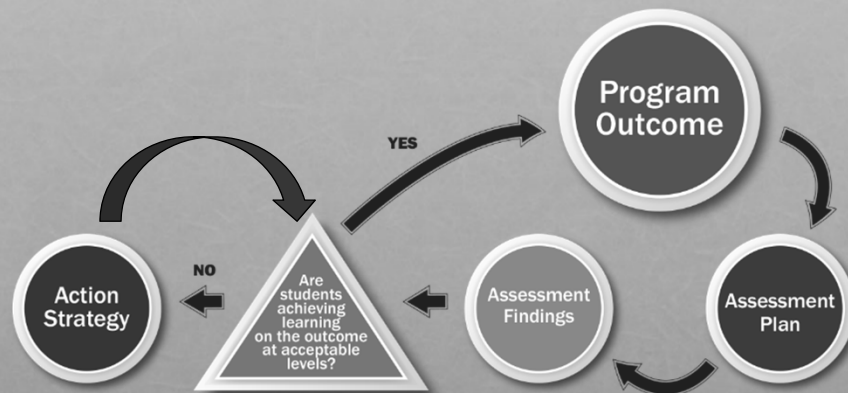 Program
Outcome
YES
NO
Action
Strategy
Are
students
achieving
learning
on the outcome
at acceptable
levels?
Assessment
Findings
Assessment
Plan